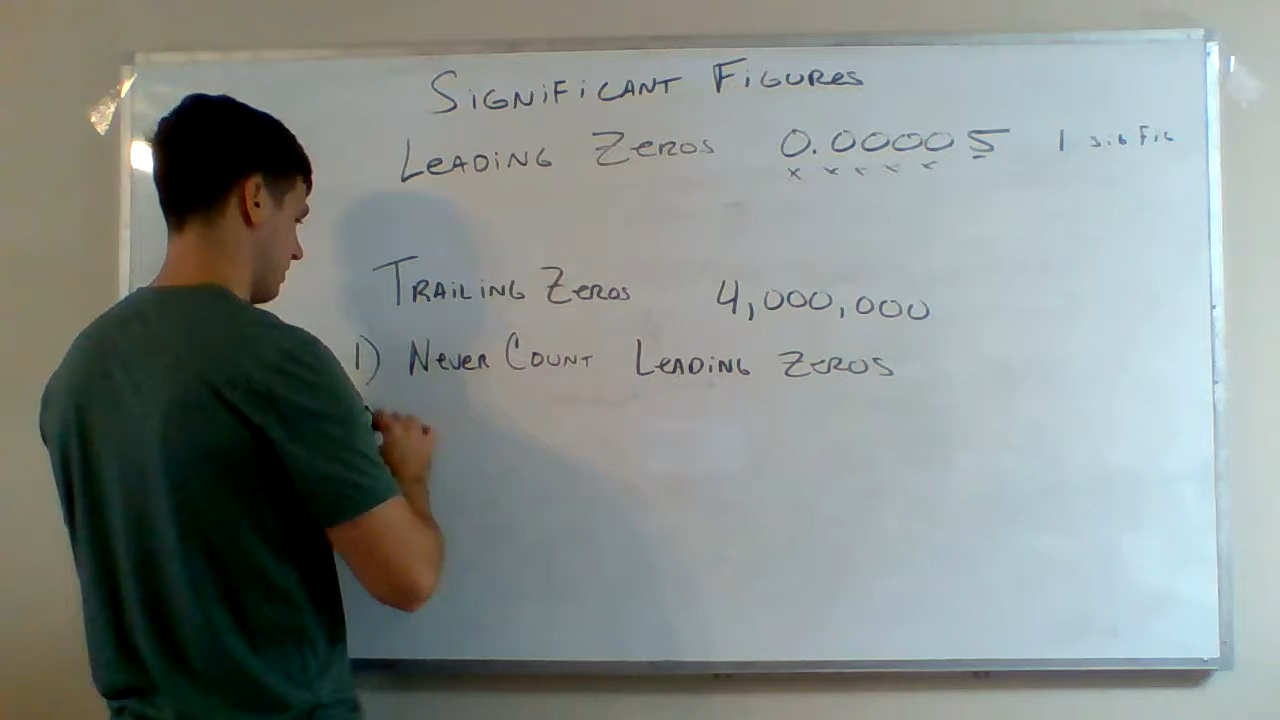 Significant Figures
Leading Zeros 0.00005 1 sig Fig
x x x x x
Trailing Zeros 4,000,000
1) Never Count Leading Zeros